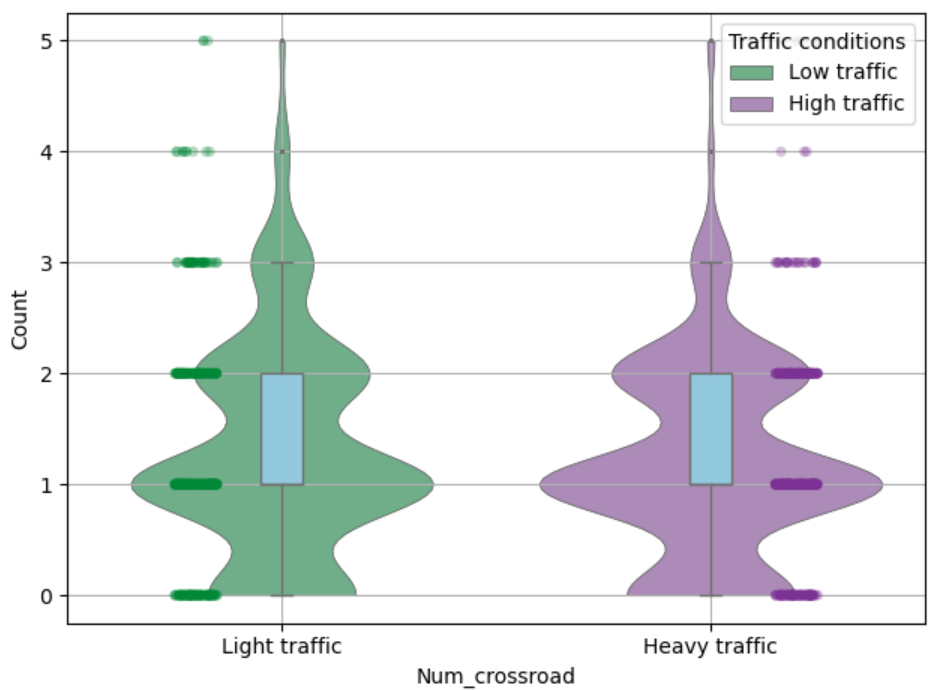 5
4
3
2
1
0
Count
Traffic conditions
Low traffic
High traffic
Light traffic
Heavy traffic
Num_crossroad